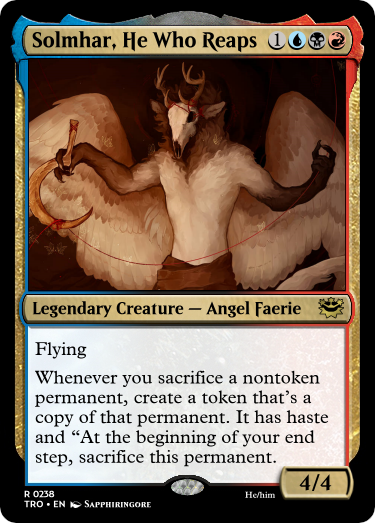 Solmhar, He Who Reaps 1
Legendary Creature — Angel Faerie
Flying
Whenever you sacrifice a nontoken
permanent, create a token that's a
copy of that permanent. It has haste
and “At the beginning of your end
step, sacrifice this permanent.
4/4
R 0238
TRO • EN SAPPHIRINGORE
He/him